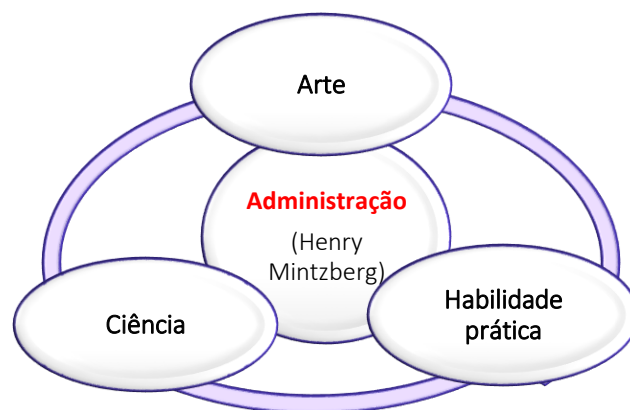 Arte
Administração
(Henry
Mintzberg)
Ciência
Habilidade
prática